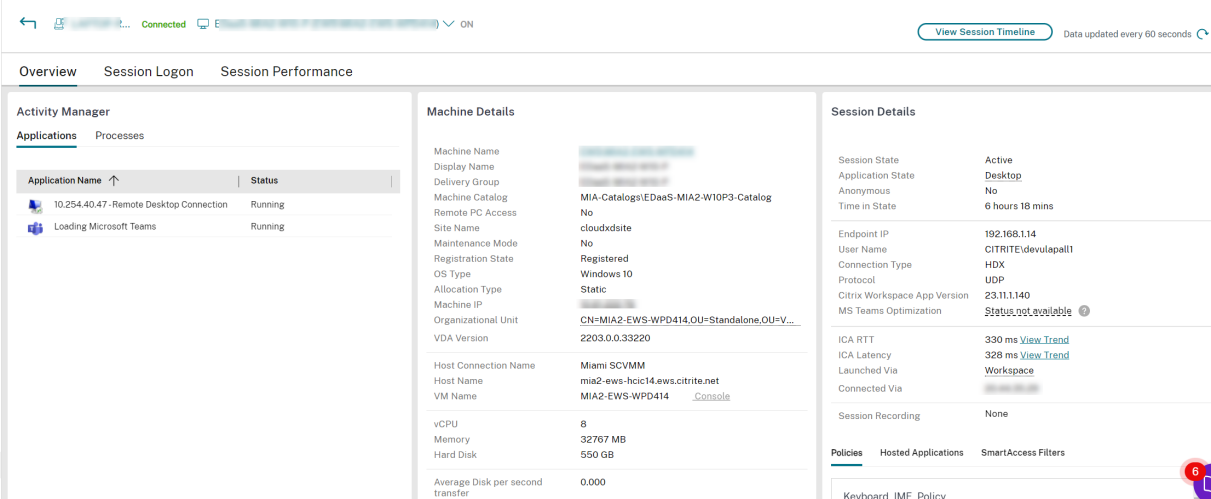 Connected
ON
View Session Timeline
Data updated every 60 seconds
Overview Session Logon Session Performance
Activity Manager
Applications Processes
Application Name Status
10.254.40.47 - Remote Desktop Connection Running
Loading Microsoft Teams Running
Machine Details
Machine Name
Display Name
Delivery Group
Machine Catalog MIA-Catalogs\EDaaS-MIA2-W10P3-Catalog
Remote PC Access No
Site Name cloudxdsite
Maintenance Mode No
Registration State Registered
OS Type Windows 10
Allocation Type Static
Machine IP
Organizational Unit CN=MIA2-EWS-WPD414,OU=Standalone,OU=V...
VDA Version 2203.0.0.33220
Host Connection Name Miami SCVMM
Host Name mia2-ews-hcic14.ews.citrite.net
VM Name MIA2-EWS-WPD414 Console
vCPU 8
Memory 32767 MB
Hard Disk 550 GB
Average Disk per second 0.000
transfer
Session Details
Session State Active
Application State Desktop
Anonymous No
Time in State 6 hours 18 mins
Endpoint IP 192.168.1.14
User Name CITRITE\devulapall1
Connection Type HDX
Protocol UDP
Citrix Workspace App Version 23.11.1.140
MS Teams Optimization Status not available ?
ICA RTT 330 ms View Trend
ICA Latency 328 ms View Trend
Launched Via Workspace
Connected Via
Session Recording None
Policies Hosted Applications SmartAccess Filters
Keyboard IME Policy
6